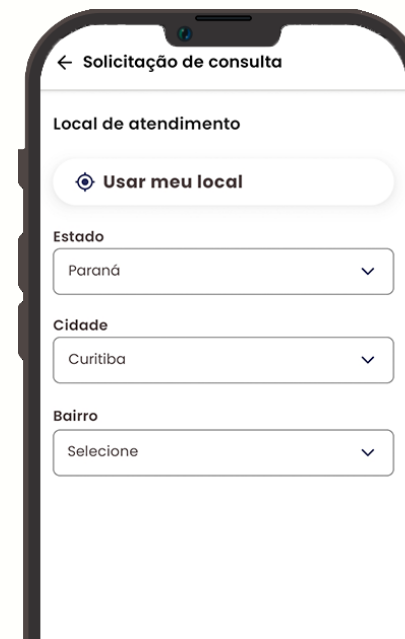 Solicitação de consulta
Local de atendimento
Usar meu local
Estado
Paraná
Cidade
Curitiba
Bairro
Selecione